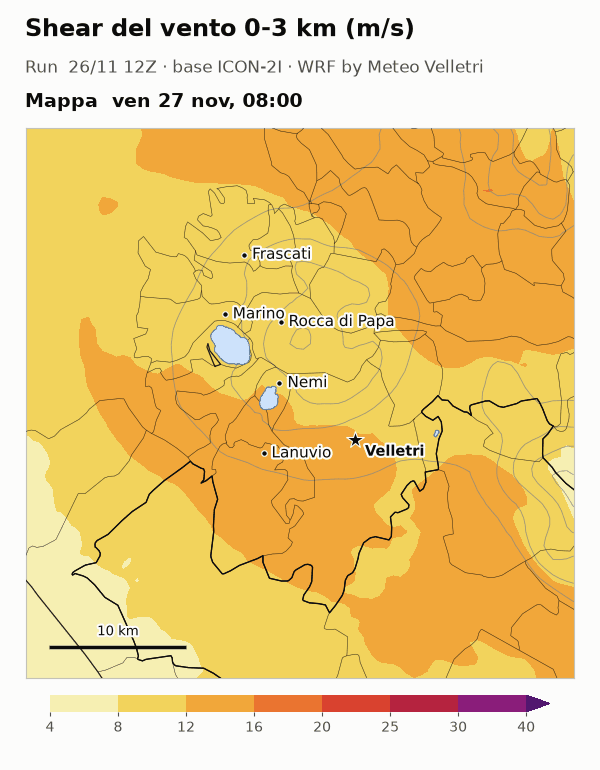 Shear del vento 0-3 km (m/s)
Run  26/11 12Z · base ICON-2I · WRF by Meteo Velletri
Mappa  ven 27 nov, 08:00
Frascati
Marino
Rocca di Papa
Nemi
Velletri
Lanuvio
10 km
4 8 12 16 20 25 30 40